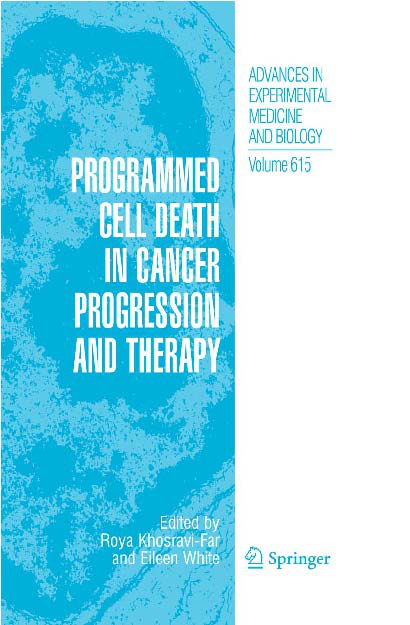 ADVANCES IN
EXPERIMENTAL
MEDICINE
AND BIOLOGY
Volume 615
PROGRAMMED
CELL DEATH
IN CANCER
PROGRESSION
AND THERAPY
Edited by
Roya Khosravi-Far
and Eileen White
Springer